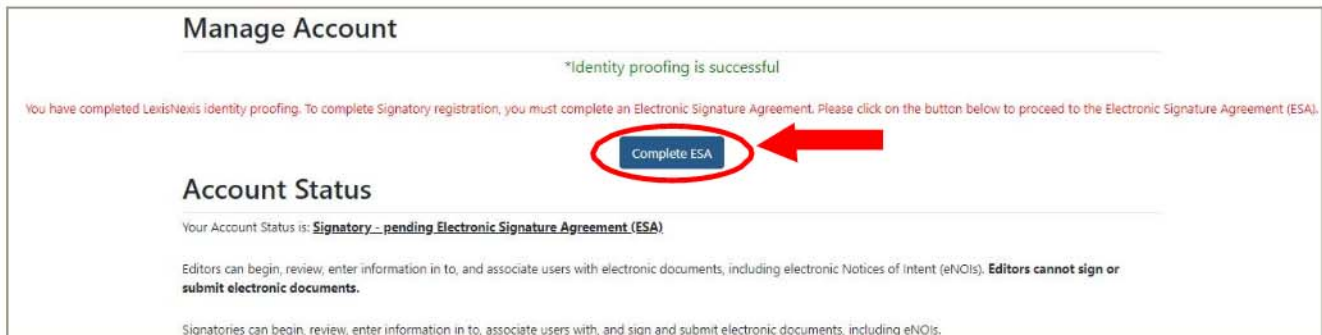 Manage Account
*Identity proofing is successful
You have completed LexisNexis identity proofing. To complete Signatory registration, you must complete an Electronic Signature Agreement. Please click on the button below to proceed to the Electronic Signature Agreement (ESA).
Complete ESA
Account Status
Your Account Status is: Signatory - pending Electronic Signature Agreement (ESA)
Editors can begin, review, enter information in to, and associate users with electronic documents, including electronic Notices of Intent (eNOIs). Editors cannot sign or
submit electronic documents.
Signatories can begin, review, enter information in to, associate users with, and sign and submit electronic documents, including eNOIs.